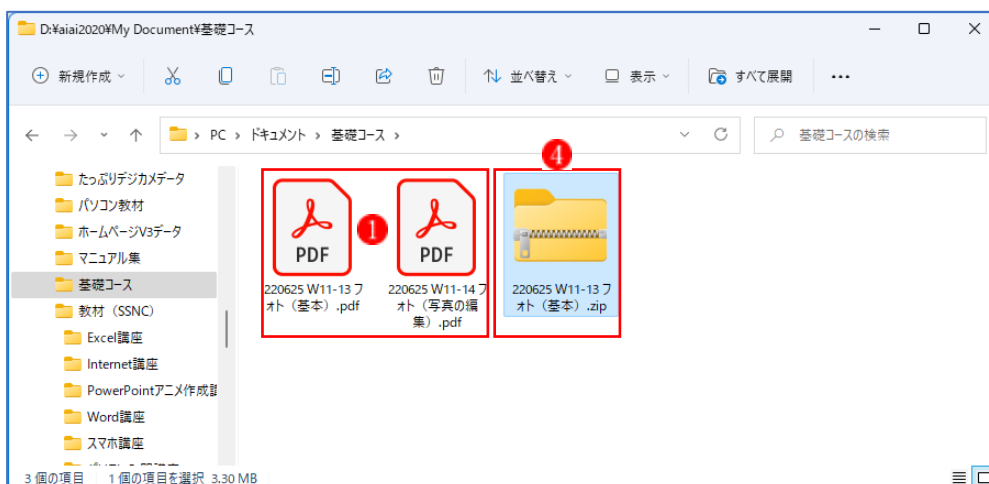 D:¥aiai2020¥My Document¥基礎コース
新規作成
並べ替え
表示
すべて展開
PC › ドキュメント › 基礎コース ›
基礎コースの検索
4
たっぷりデジカメデータ
パソコン教材
ホームページV3データ
マニュアル集
基礎コース
教材（SSNC）
Excel講座
Internet講座
PowerPointアニメ作成
Word講座
スマホ講座
1
PDF
220625 W11-13 フ
ォト（基本）.pdf
PDF
220625 W11-14 フ
ォト（写真の編
集）.pdf
220625 W11-13 フ
ォト（基本）.zip
3 個の項目
1 個の項目を選択 3.30 MB